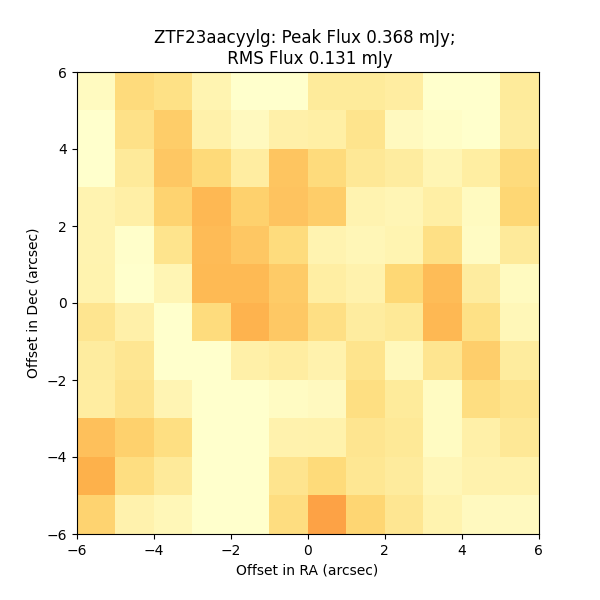 ZTF23aacyylg: Peak Flux 0.368 mJy;
RMS Flux 0.131 mJy
6
4
2
0
−2
−4
−6
Offset in Dec (arcsec)
−6 −4 −2 0 2 4 6
Offset in RA (arcsec)